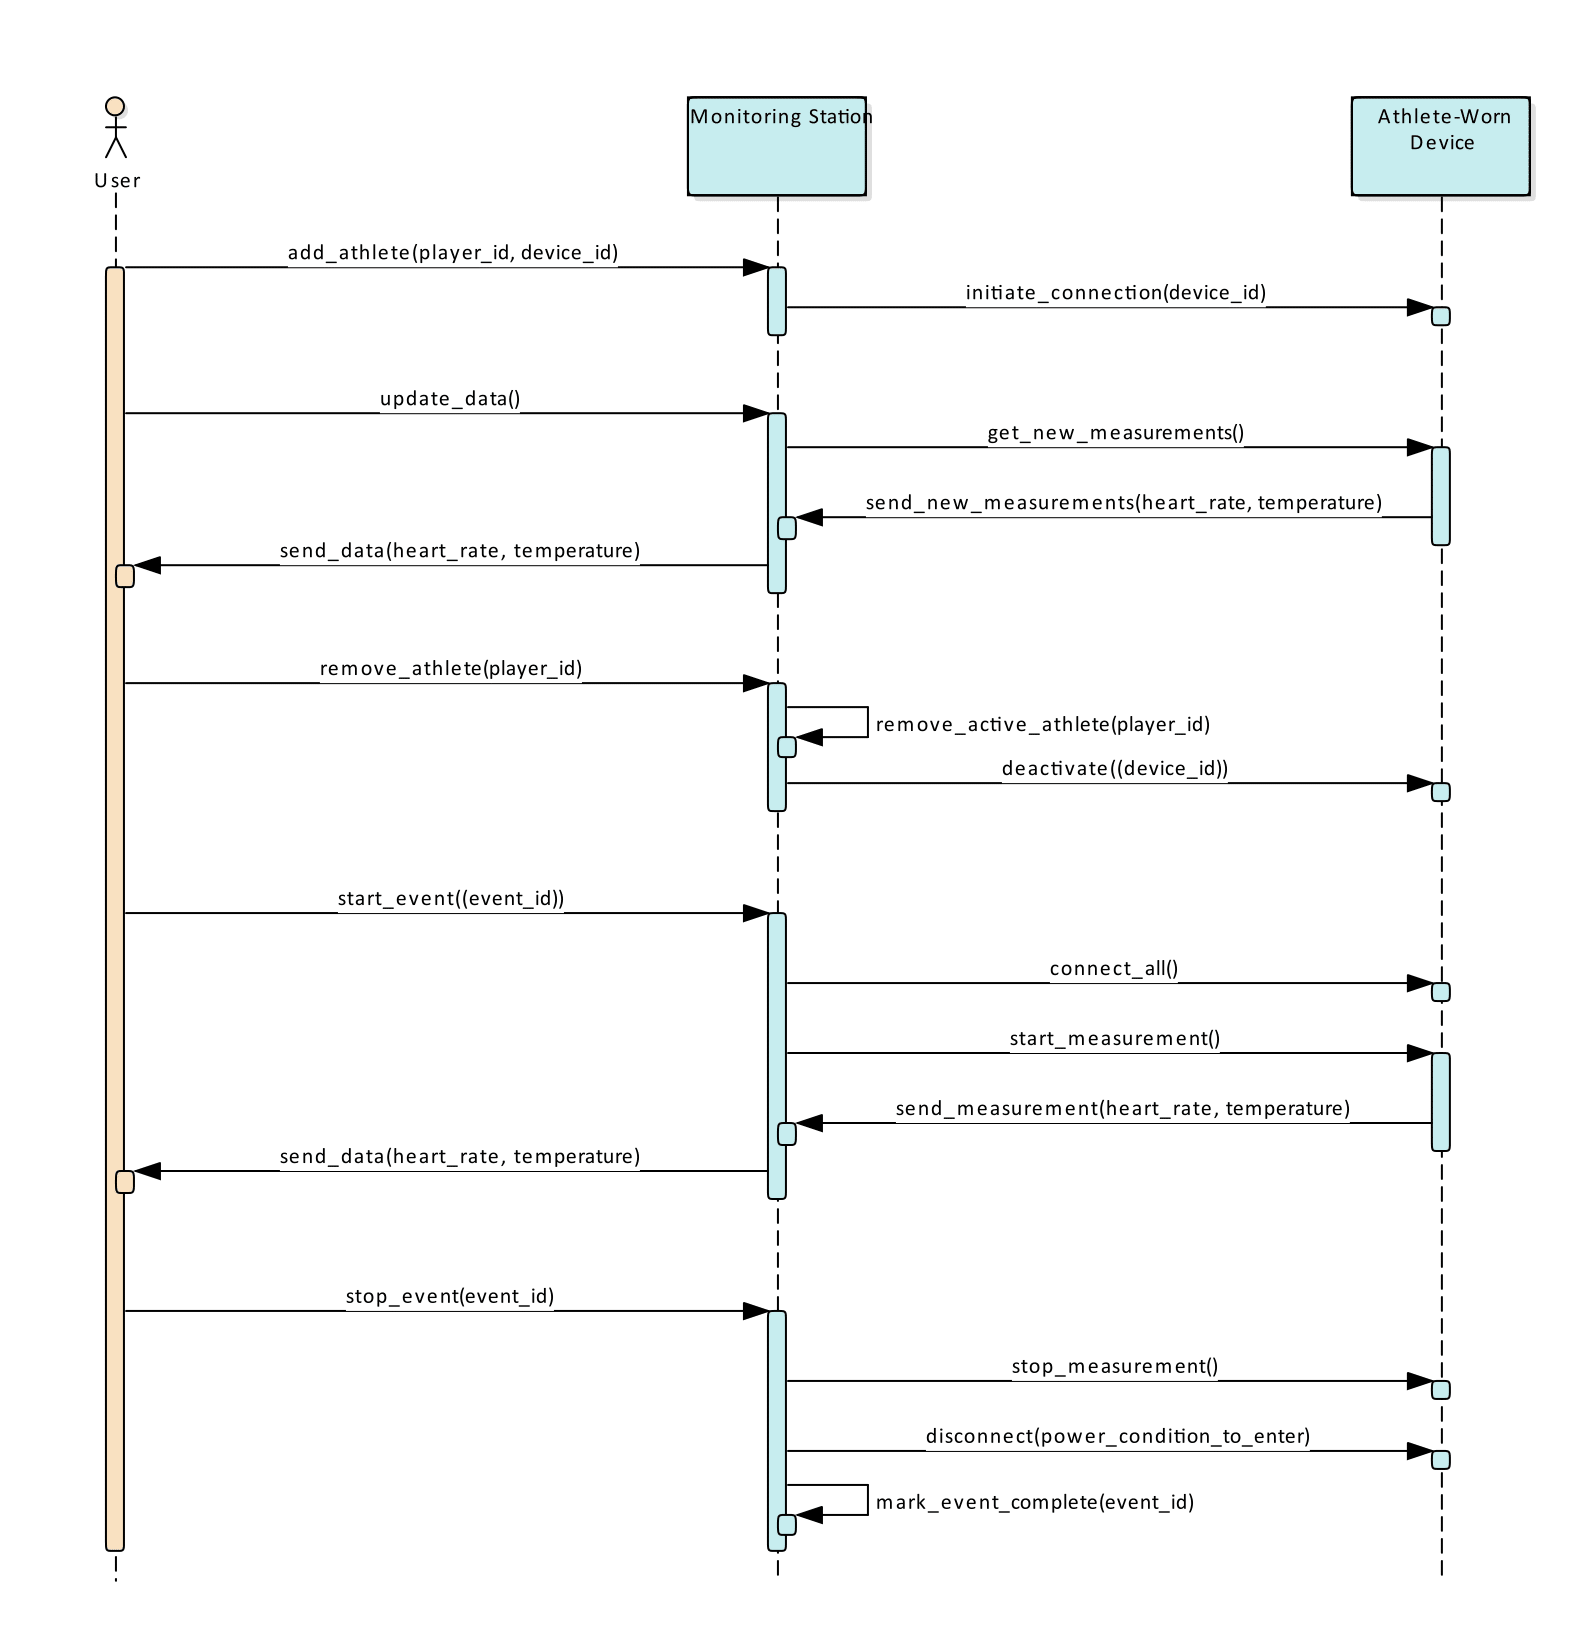 User
Monitoring Station
Athlete-Worn
Device
add_athlete(player_id, device_id)
initiate_connection(device_id)
update_data()
get_new_measurements()
send_new_measurements(heart_rate, temperature)
send_data(heart_rate, temperature)
remove_athlete(player_id)
remove_active_athlete(player_id)
deactivate((device_id))
start_event((event_id))
connect_all()
start_measurement()
send_measurement(heart_rate, temperature)
send_data(heart_rate, temperature)
stop_event(event_id)
stop_measurement()
disconnect(power_condition_to_enter)
mark_event_complete(event_id)